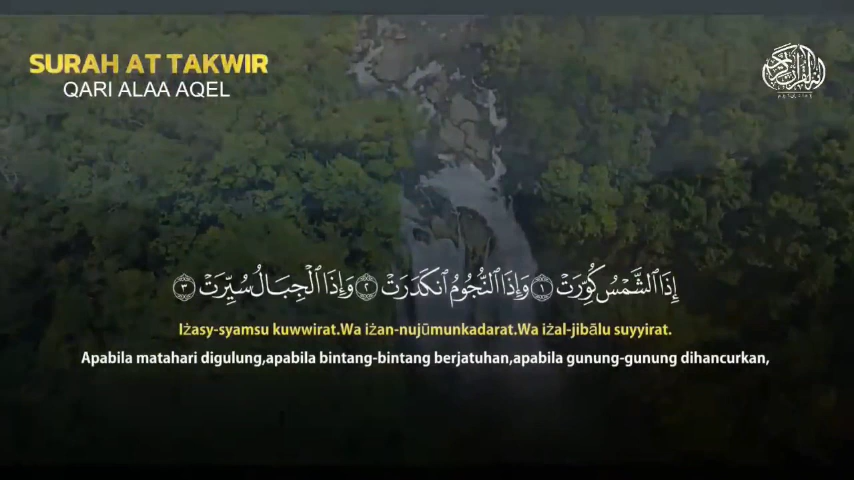 SURAH AT TAKWIR
QARI ALAA AQEL
إِذَا ٱلشَّمْسُ كُوِّرَتْ ١ وَإِذَا ٱلنُّجُومُ ٱنكَدَرَتْ ٢ وَإِذَا ٱلْجِبَالُ سُيِّرَتْ ٣
Iżasy-syamsu kuwwirat.Wa iżan-nujūmunkadarat.Wa iżal-jibālu suyyirat.
Apabila matahari digulung,apabila bintang-bintang berjatuhan,apabila gunung-gunung dihancurkan,